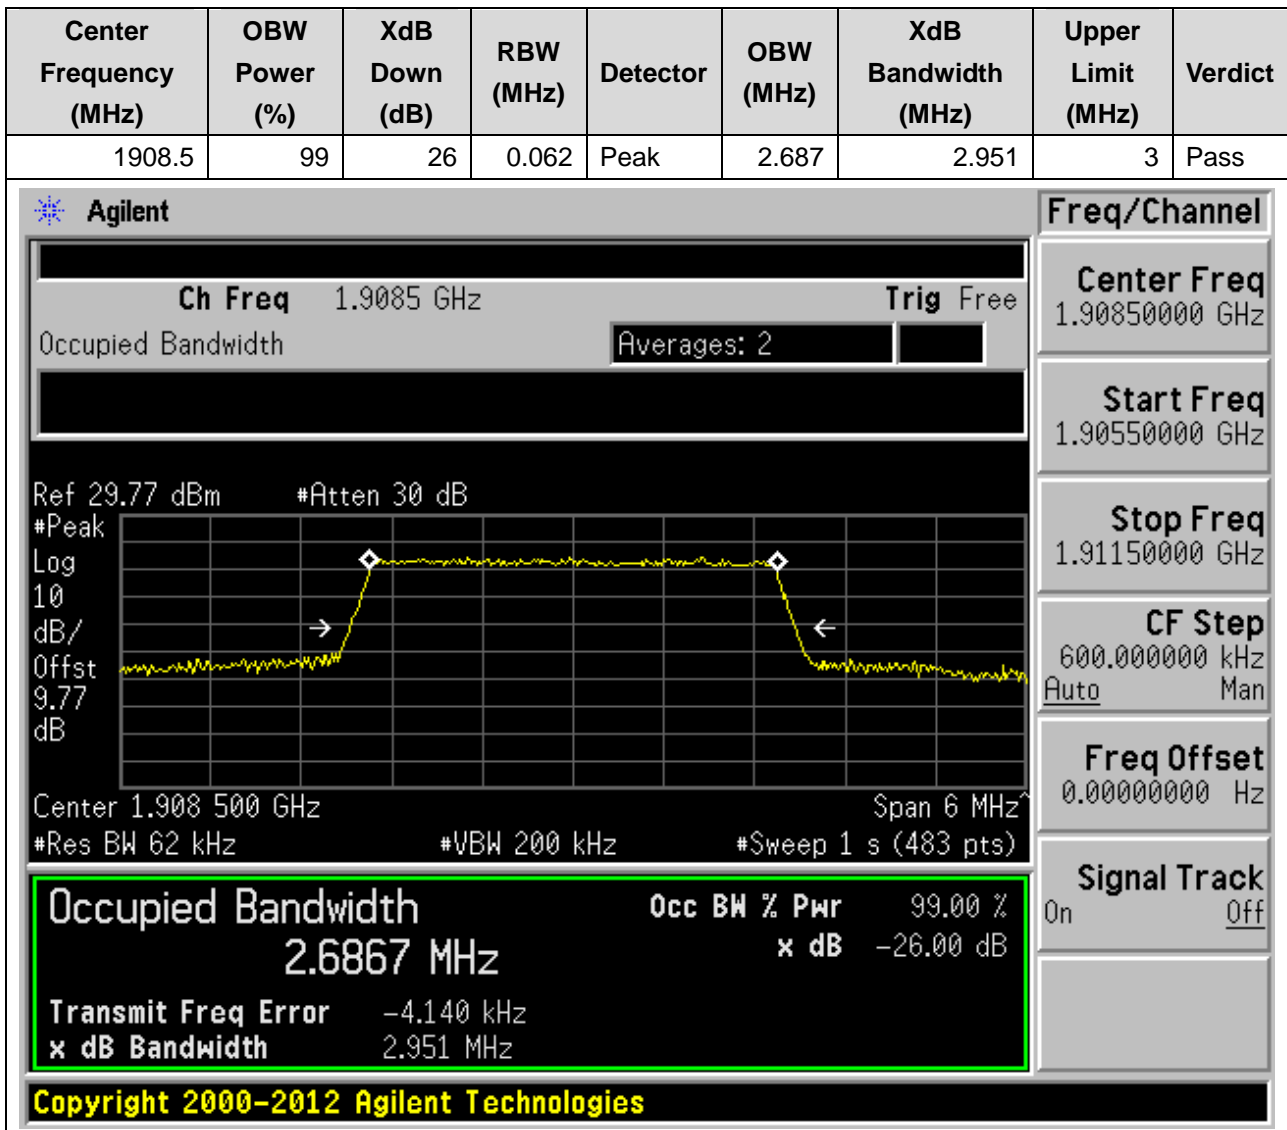 Center Frequency (MHz) OBW Power (%) XdB Down (dB) RBW (MHz) Detector OBW (MHz) XdB Bandwidth (MHz) Upper Limit (MHz) Verdict
1908.5 99 26 0.062 Peak 2.687 2.951 3 Pass
Agilent
Ch Freq 1.9085 GHz Trig Free
Occupied Bandwidth Averages: 2
Ref 29.77 dBm #Atten 30 dB
#Peak
Log
10
dB/
Offst
9.77
dB
Center 1.908 500 GHz Span 6 MHz^
#Res BW 62 kHz #VBW 200 kHz #Sweep 1 s (483 pts)
Occupied Bandwidth Occ BW % Pwr 99.00 %
2.6867 MHz x dB -26.00 dB
Transmit Freq Error -4.140 kHz
x dB Bandwidth 2.951 MHz
Copyright 2000-2012 Agilent Technologies
Freq/Channel
Center Freq
1.90850000 GHz
Start Freq
1.90550000 GHz
Stop Freq
1.91150000 GHz
CF Step
600.000000 kHz
Auto Man
Freq Offset
0.00000000 Hz
Signal Track
On Off